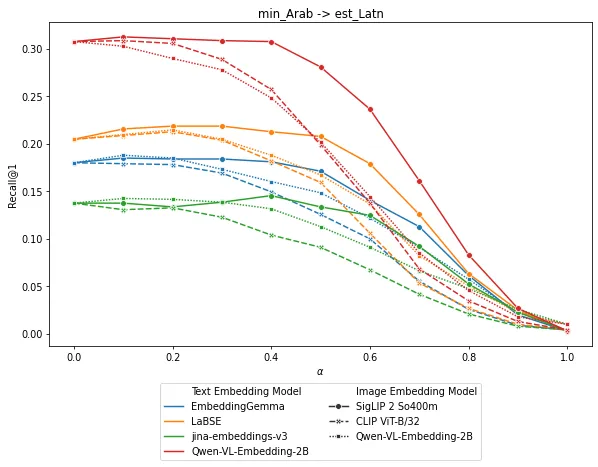 min_Arab -> est_Latn
Recall@1
0.30
0.25
0.20
0.15
0.10
0.05
0.00
0.0 0.2 0.4 0.6 0.8 1.0
α
Text Embedding Model
EmbeddingGemma
LaBSE
jina-embeddings-v3
Qwen-VL-Embedding-2B
Image Embedding Model
SigLIP 2 So400m
CLIP ViT-B/32
Qwen-VL-Embedding-2B